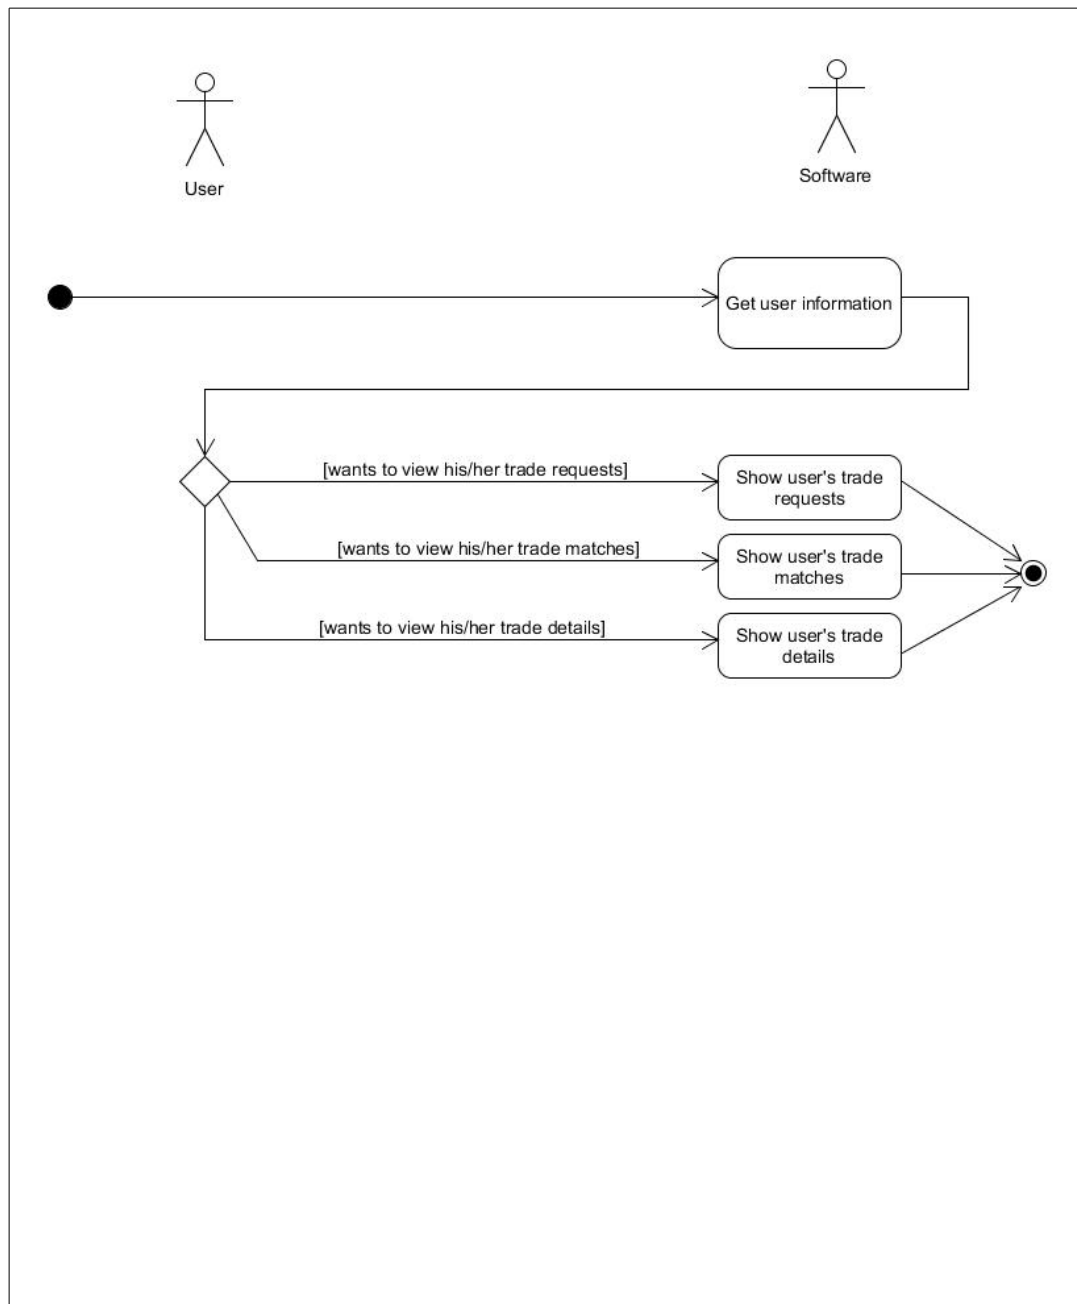 User
Software
Get user information
[wants to view his/her trade requests]
Show user's trade
requests
[wants to view his/her trade matches]
Show user's trade
matches
[wants to view his/her trade details]
Show user's trade
details